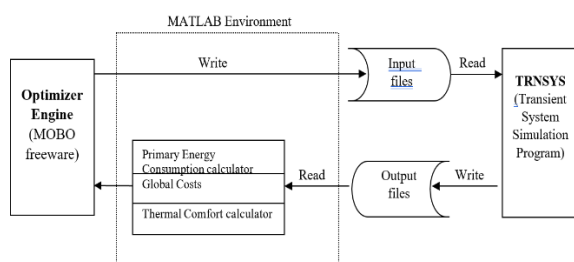 MATLAB Environment
Write
Input
files
Read
Optimizer
Engine
(MOBO
freeware)
TRNSYS
(Transient
System
Simulation
Program)
Primary Energy
Consumption calculator
Global Costs
Thermal Comfort calculator
Read
Output
files
Write